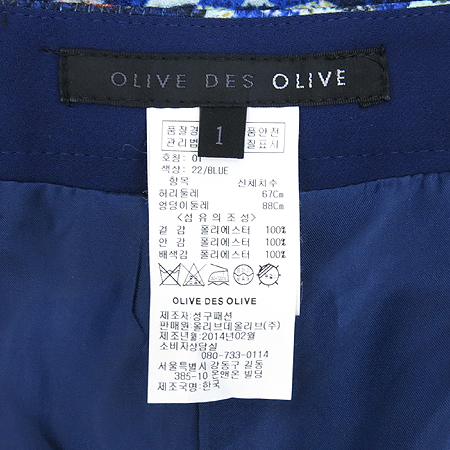 OLIVE DES OLIVE
1
품질경 품안전
관리법 질표시
호칭: 01
색상: 22/BLUE
항목 신체치수
허리둘레 67Cm
엉덩이둘레 88Cm
<섬유의조성>
겉 감 폴리에스터 100%
안 감 폴리에스터 100%
배색감 폴리에스터 100%
OLIVE DES OLIVE
제조자:성구패션
판매원:올리브데올리브(주)
제조년월:2014년02월
소비자상담실
080-733-0114
서울특별시 강동구 길동
385-10 온앤온 빌딩
제조국명:한국